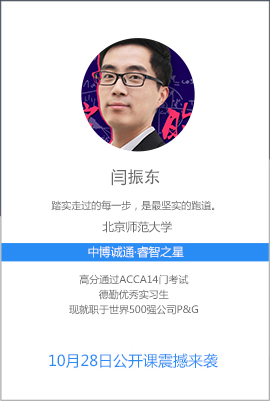 闫振东
踏实走过的每一步，是最坚实的跑道。
北京师范大学
中博诚通·睿智之星
高分通过ACCA14门考试
德勤优秀实习生
现就职于世界500强公司P&G
10月28日公开课震撼来袭